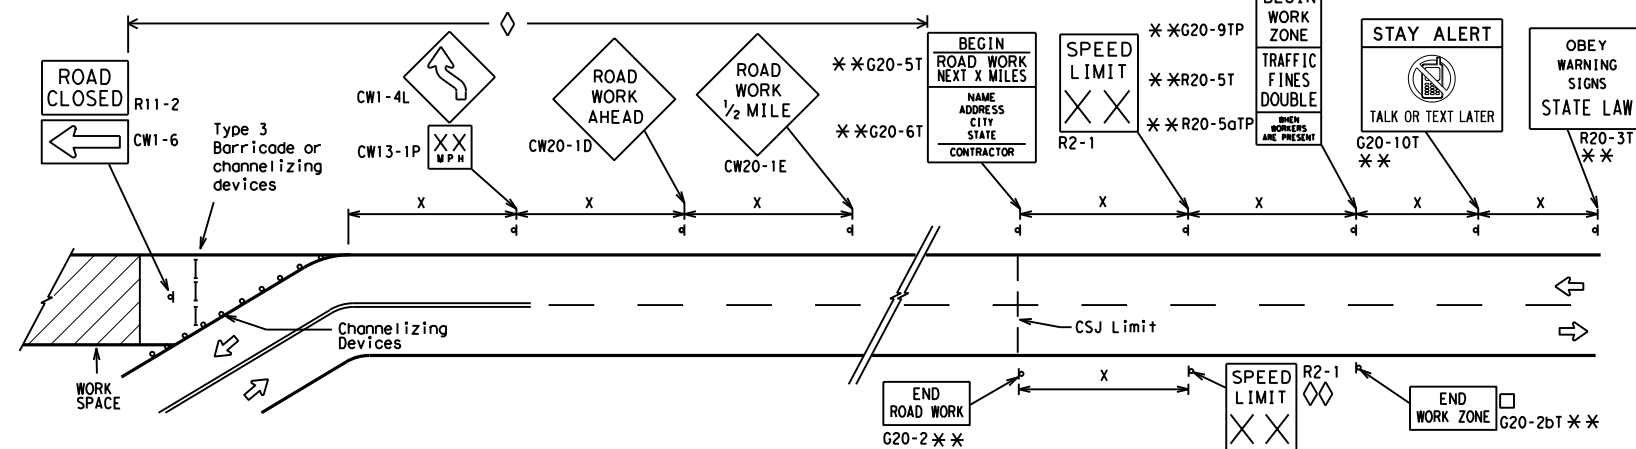 ROAD
CLOSED
R11-2
CW1-6
Type 3
Barricade or
channelizing
devices
CW1-4L
CW13-1P
XX
MPH
ROAD
WORK
AHEAD
CW20-1D
ROAD
WORK
1/2 MILE
CW20-1E
**G20-5T
**G20-6T
BEGIN
ROAD WORK
NEXT X MILES
NAME
ADDRESS
CITY
STATE
CONTRACTOR
SPEED
LIMIT
XX
R2-1
**G20-9TP
**R20-5T
**R20-5aTP
BEGIN
WORK
ZONE
TRAFFIC
FINES
DOUBLE
WHEN
WORKERS
ARE PRESENT
STAY ALERT
TALK OR TEXT LATER
G20-10T
**
OBEY
WARNING
SIGNS
STATE LAW
R20-3T
**
X
X
X
X
X
X
X
Channelizing
Devices
WORK
SPACE
CSJ Limit
END
ROAD WORK
G20-2**
X
SPEED
LIMIT
XX
R2-1
END
WORK ZONE
G20-2bT**